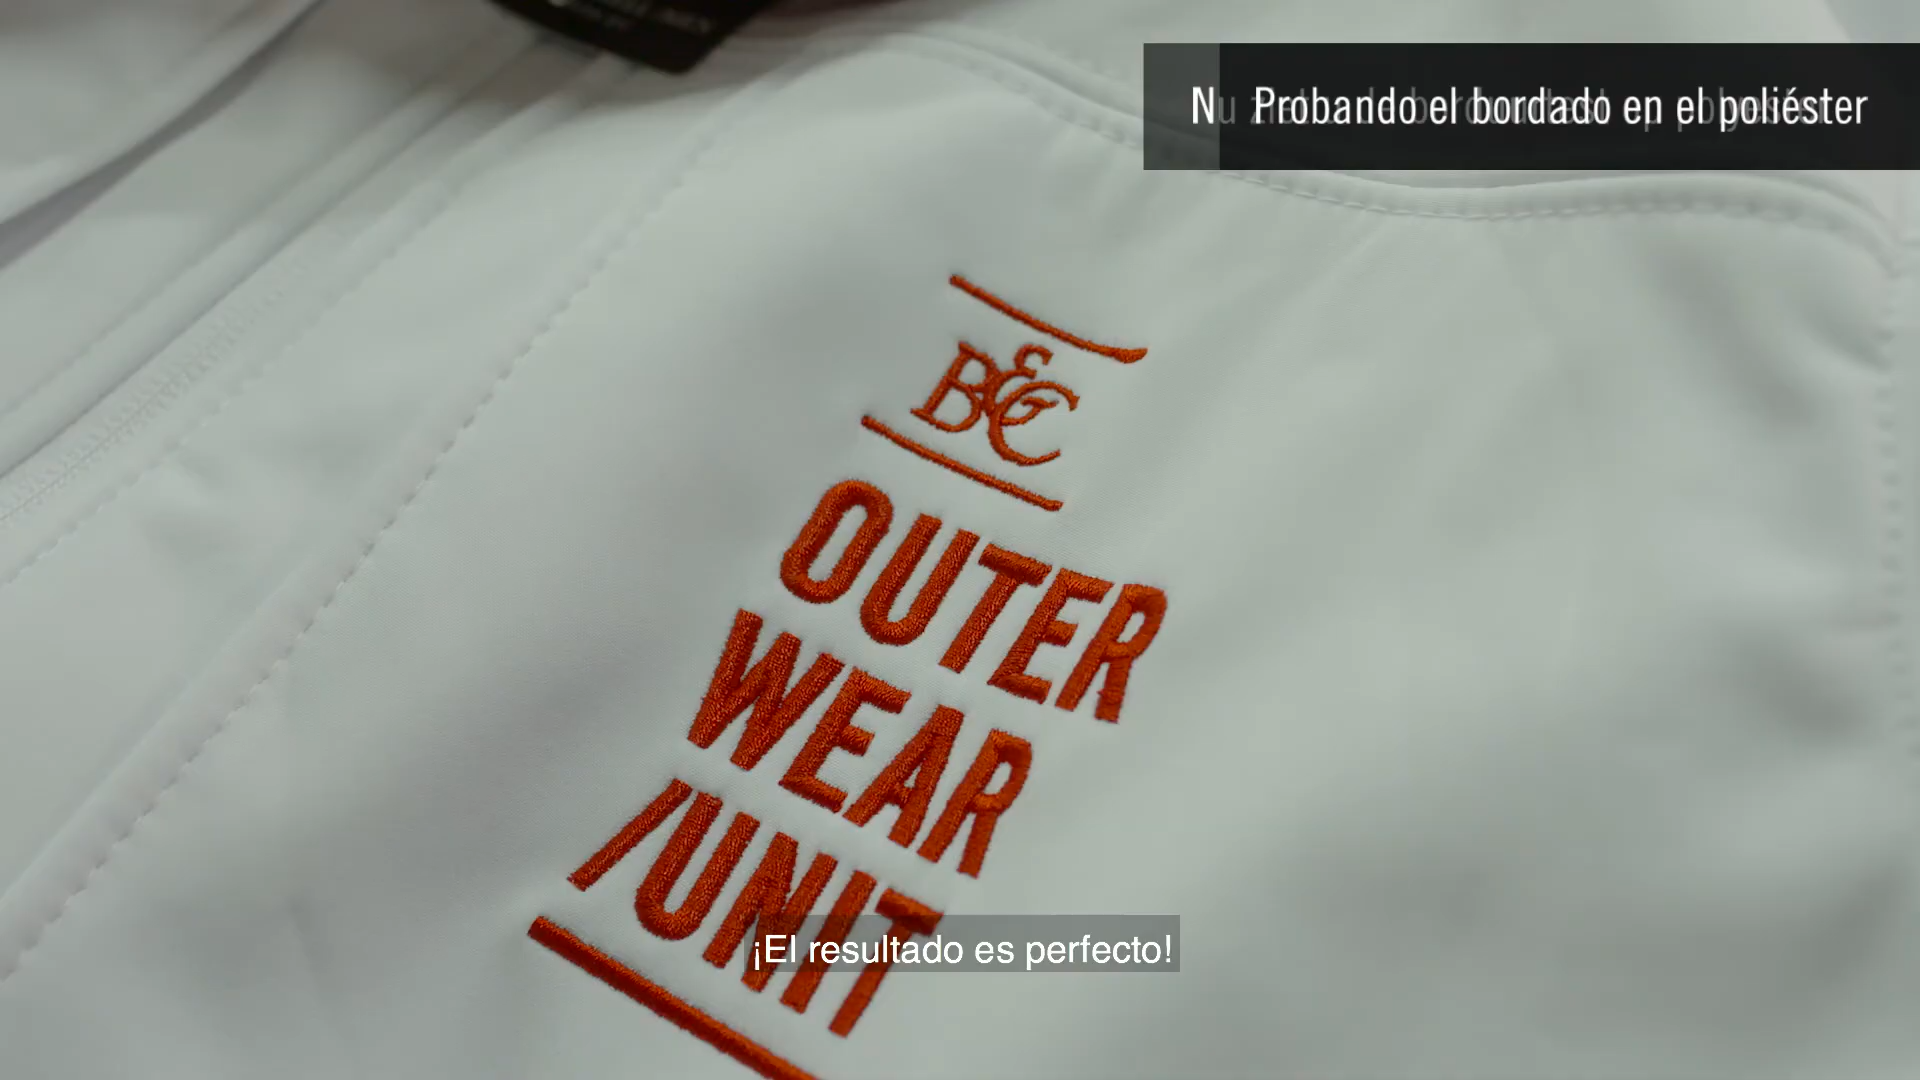 Probando el bordado en el poliéster
B&C
OUTER
WEAR
/UNIT
¡El resultado es perfecto!